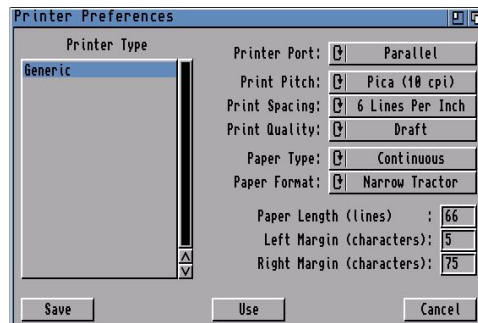 Printer Preferences
Printer Type
Generic
Printer Port: Parallel
Print Pitch: Pica (10 cpi)
Print Spacing: 6 Lines Per Inch
Print Quality: Draft
Paper Type: Continuous
Paper Format: Narrow Tractor
Paper Length (lines) : 66
Left Margin (characters): 5
Right Margin (characters): 75
Save Use Cancel